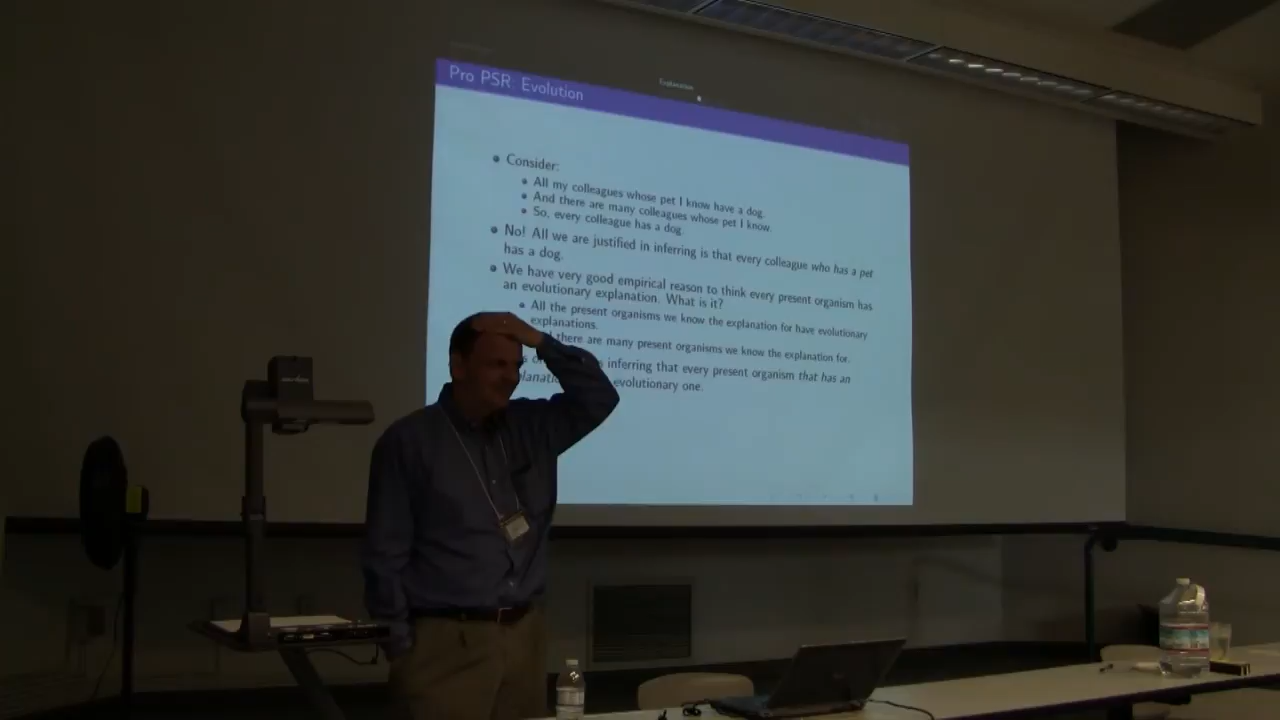 Explanation
Pro PSR: Evolution
Consider:
All my colleagues whose pet I know have a dog.
And there are many colleagues whose pet I know.
So, every colleague has a dog.
No! All we are justified in inferring is that every colleague who has a pet
has a dog.
We have very good empirical reason to think every present organism has
an evolutionary explanation. What is it?
All the present organisms we know the explanation for have evolutionary
explanations.
there are many present organisms we know the explanation for.
inferring that every present organism that has an
evolutionary one.